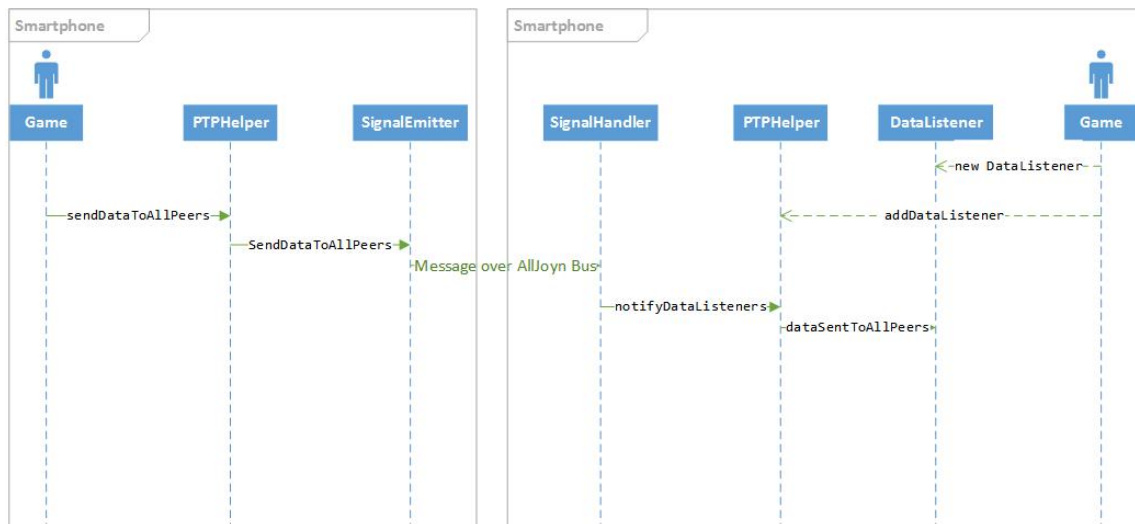 Smartphone
Smartphone
Game
PTPHelper
SignalEmitter
SignalHandler
PTPHelper
DataListener
Game
new DataListener
sendDataToAllPeers
addDataListener
SendDataToAllPeers
Message over AllJoyn Bus
notifyDataListeners
dataSentToAllPeers